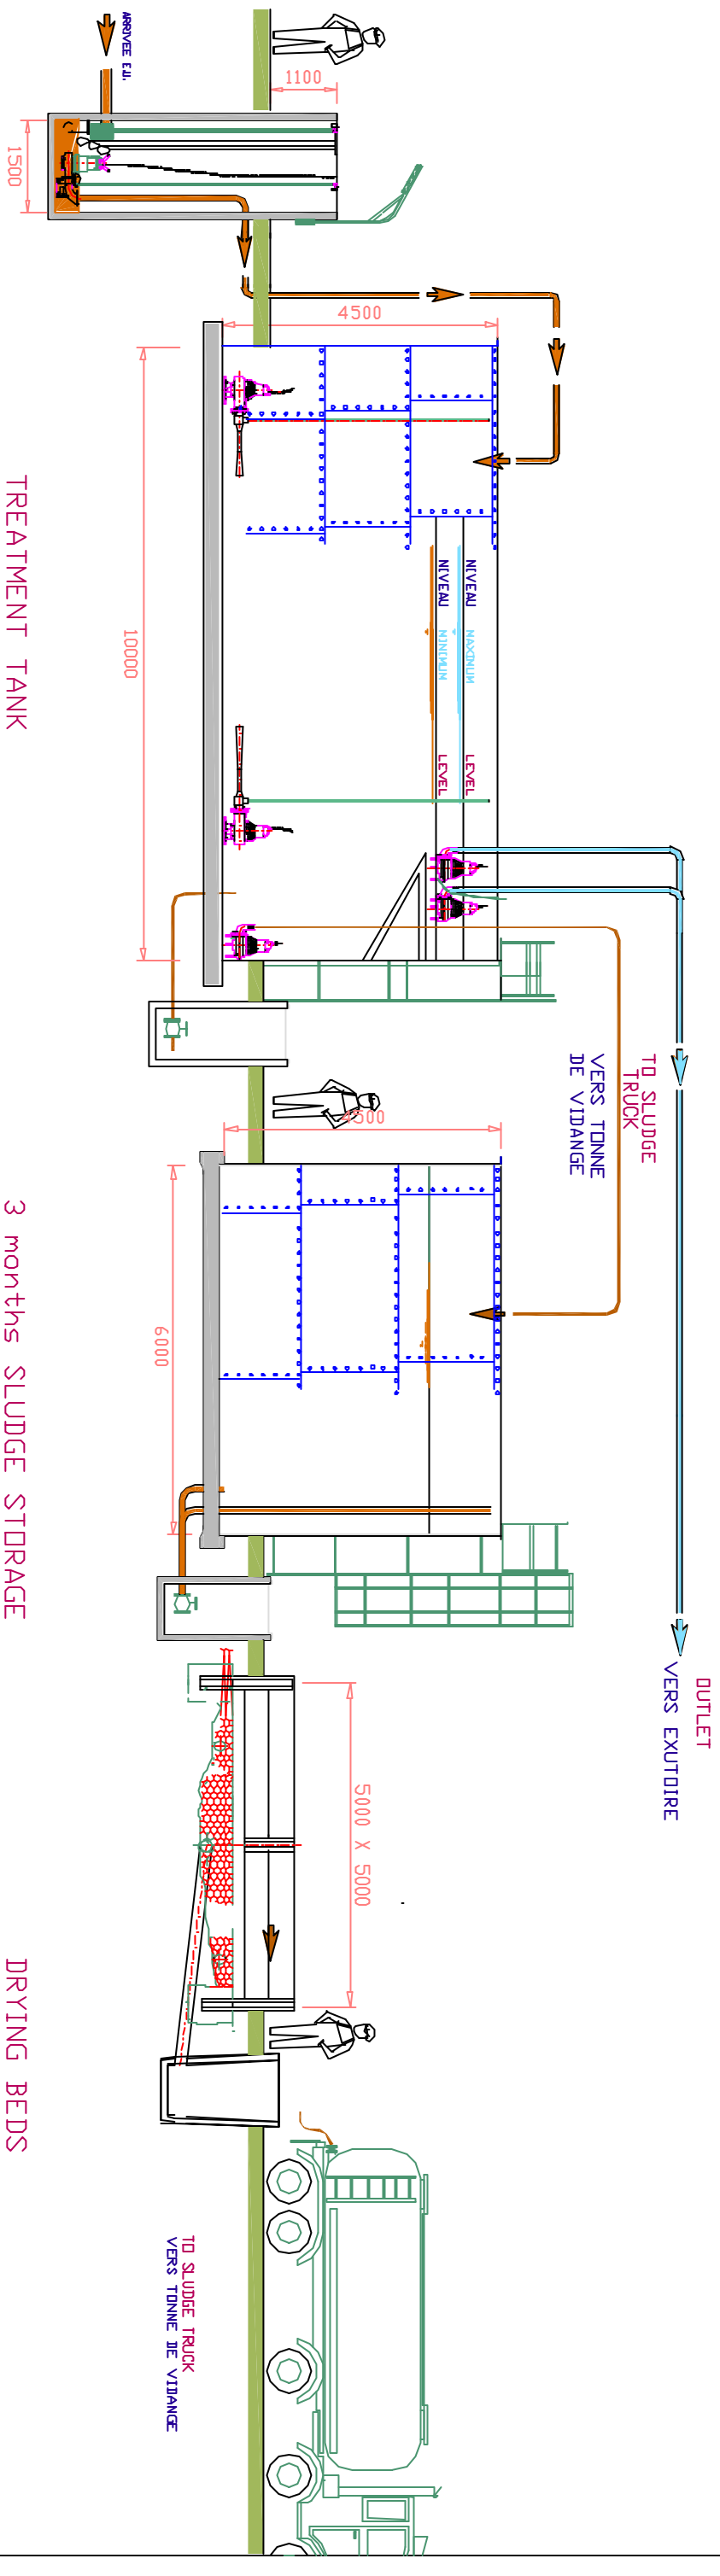 ARRIVEE E.U.
1100
1500
4500
10000
NIVEAU MAXIMUM LEVEL
NIVEAU MINIMUM LEVEL
TREATMENT TANK
TO SLUDGE
TRUCK
VERS TONNE
DE VIDANGE
4500
6000
3 months SLUDGE STORAGE
OUTLET
VERS EXUTOIRE
5000 X 5000
DRYING BEDS
TO SLUDGE TRUCK
VERS TONNE DE VIDANGE